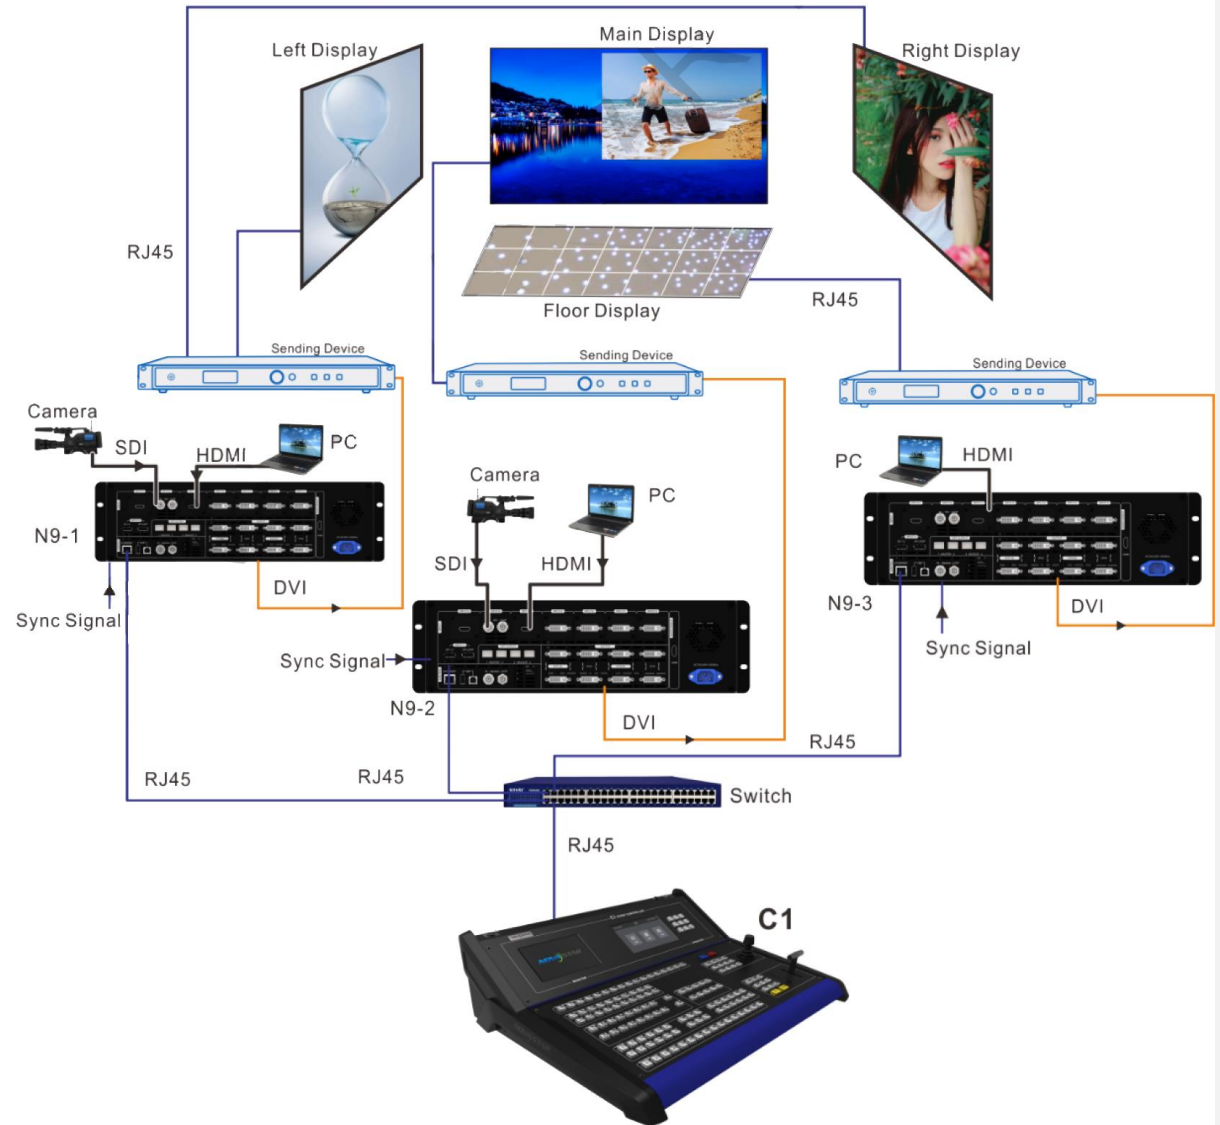 Main Display
Left Display
Right Display
RJ45
RJ45
Floor Display
Sending Device
Sending Device
Sending Device
Camera
SDI
HDMI
PC
PC
HDMI
Camera
PC
N9-1
SDI
HDMI
DVI
Sync Signal
N9-3
DVI
Sync Signal
Sync Signal
N9-2
DVI
RJ45
RJ45
RJ45
Switch
RJ45
C1